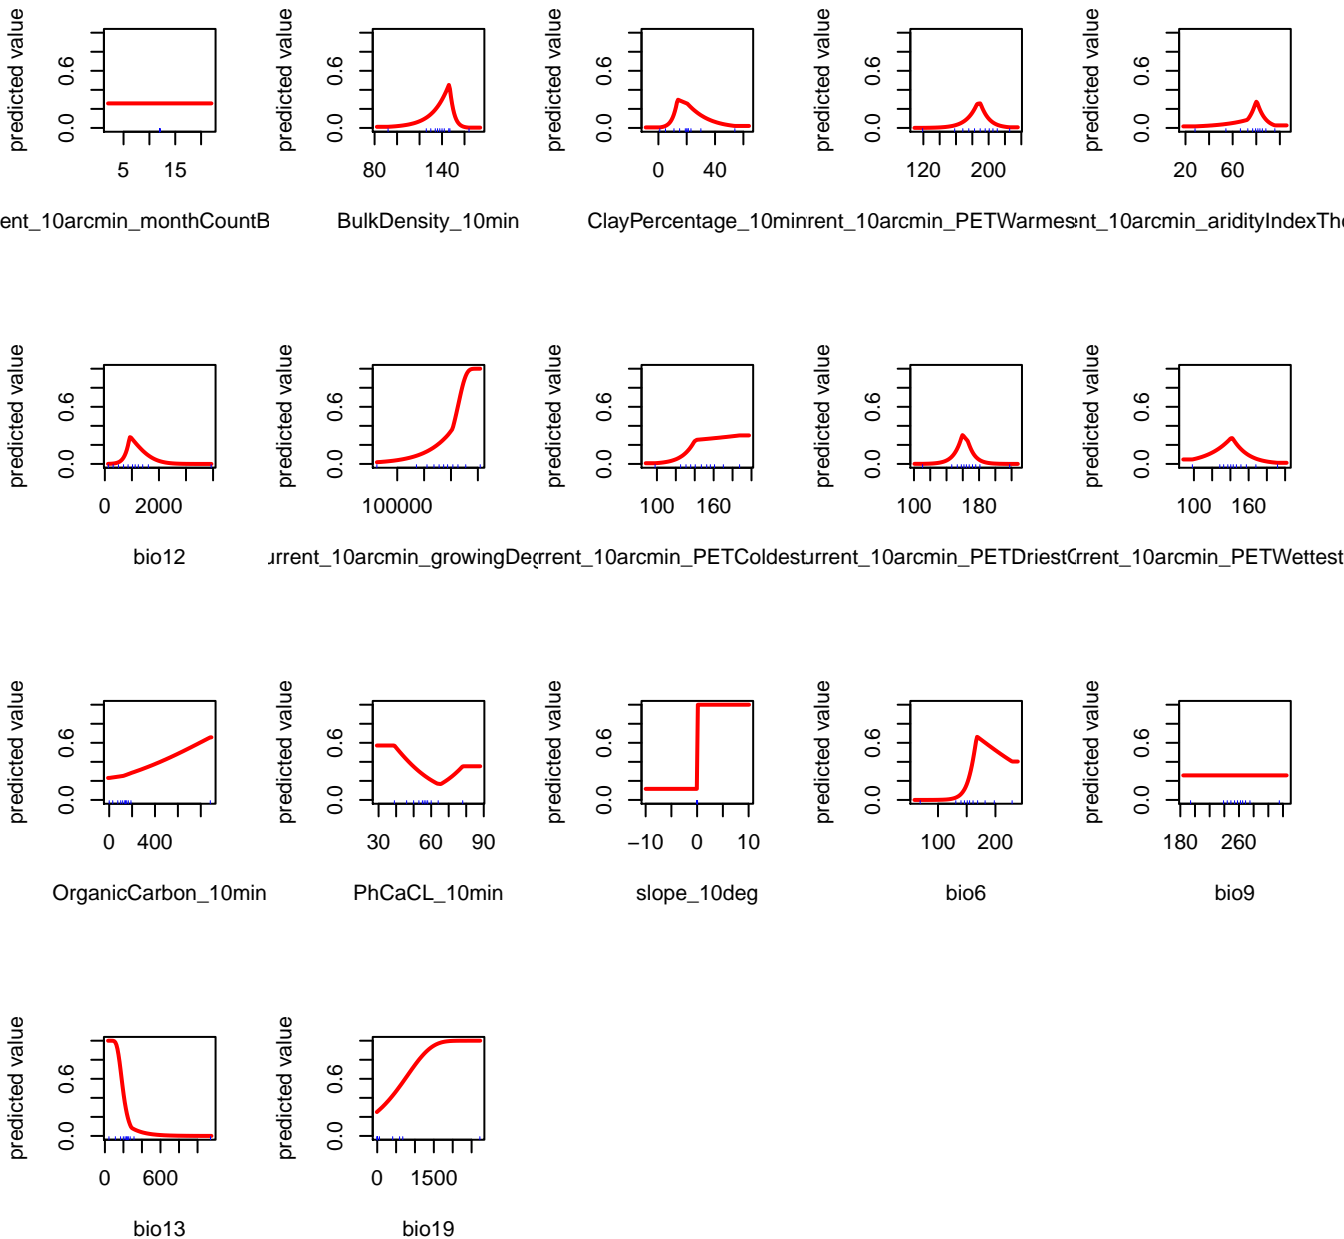 predicted value predicted value predicted value predicted value predicted value
0.0 0.6 0.0 0.6 0.0 0.6 0.0 0.6 0.0 0.6
5 15 80 140 0 40 120 200 20 60
ent_10arcmin_monthCountB BulkDensity_10min ClayPercentage_10min rent_10arcmin_PETWarmes nt_10arcmin_aridityIndexTho
predicted value predicted value predicted value predicted value predicted value
0.0 0.6 0.0 0.6 0.0 0.6 0.0 0.6 0.0 0.6
0 2000 100000 100 160 100 180 100 160
bio12 urrent_10arcmin_growingDeg rrent_10arcmin_PETColdest urrent_10arcmin_PETDriestQ rrent_10arcmin_PETWettest
predicted value predicted value predicted value predicted value predicted value
0.0 0.6 0.0 0.6 0.0 0.6 0.0 0.6 0.0 0.6
0 400 30 60 90 −10 0 10 100 200 180 260
OrganicCarbon_10min PhCaCL_10min slope_10deg bio6 bio9
predicted value predicted value
0.0 0.6 0.0 0.6
0 600 0 1500
bio13 bio19